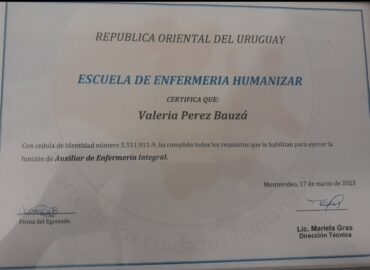 REPUBLICA ORIENTAL DEL URUGUAY
ESCUELA DE ENFERMERIA HUMANIZAR
CERTIFICA QUE:
Valeria Perez Bauzá
Con cedula de identidad número 5.511.911-9, ha cumplido todos los requisitos que la habilitan para ejercer la
función de Auxiliar de Enfermería Integral.
Montevideo, 17 de marzo de 2023
Firma del Egresado
Lic. Mariela Gras
Dirección Técnica